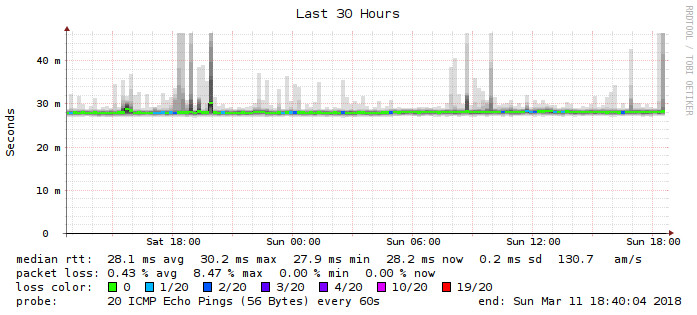 Last 30 Hours
RRDTOOL / TOBI OETIKER
Seconds
40 m
30 m
20 m
10 m
0
Sat 18:00 Sun 00:00 Sun 06:00 Sun 12:00 Sun 18:00
median rtt: 28.1 ms avg 30.2 ms max 27.9 ms min 28.2 ms now 0.2 ms sd 130.7 am/s
packet loss: 0.43 % avg 8.47 % max 0.00 % min 0.00 % now
loss color: 0 1/20 2/20 3/20 4/20 10/20 19/20
probe: 20 ICMP Echo Pings (56 Bytes) every 60s end: Sun Mar 11 18:40:04 2018